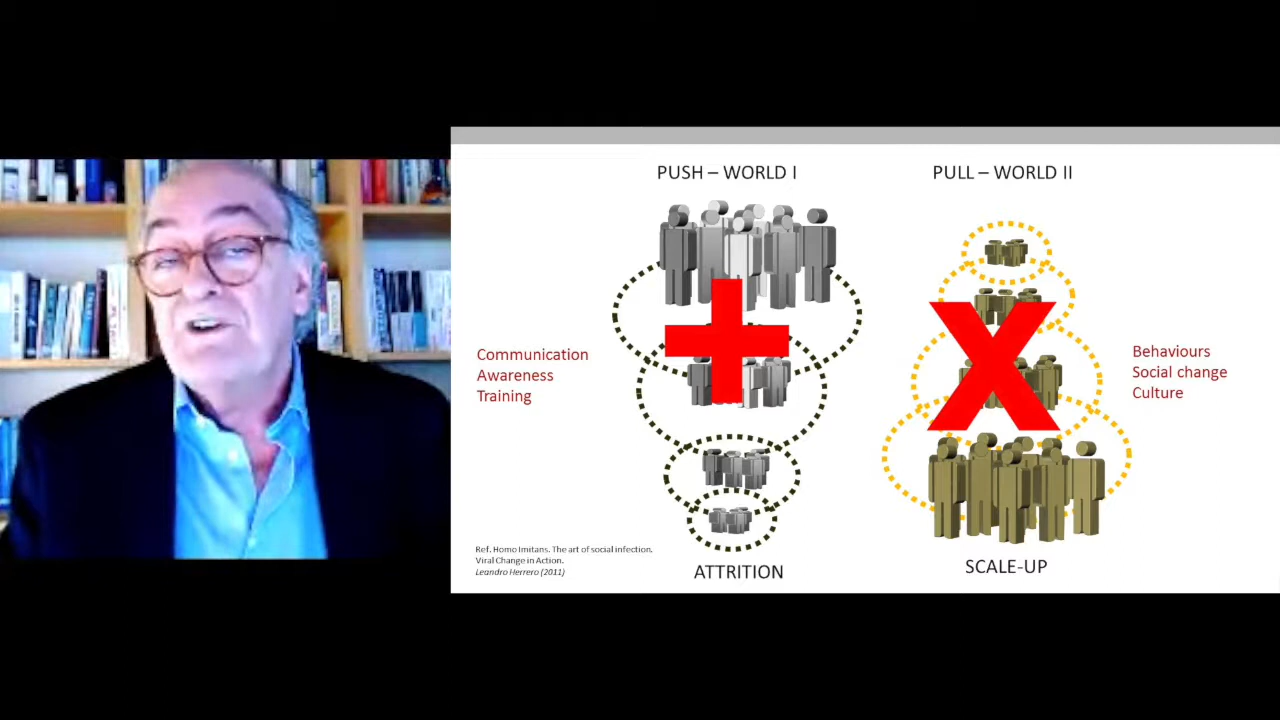 PUSH – WORLD I
PULL – WORLD II
Communication
Awareness
Training
Behaviours
Social change
Culture
Ref. Homo Imitans. The art of social infection.
Viral Change in Action.
Leandro Herrero (2011)
ATTRITION
SCALE-UP